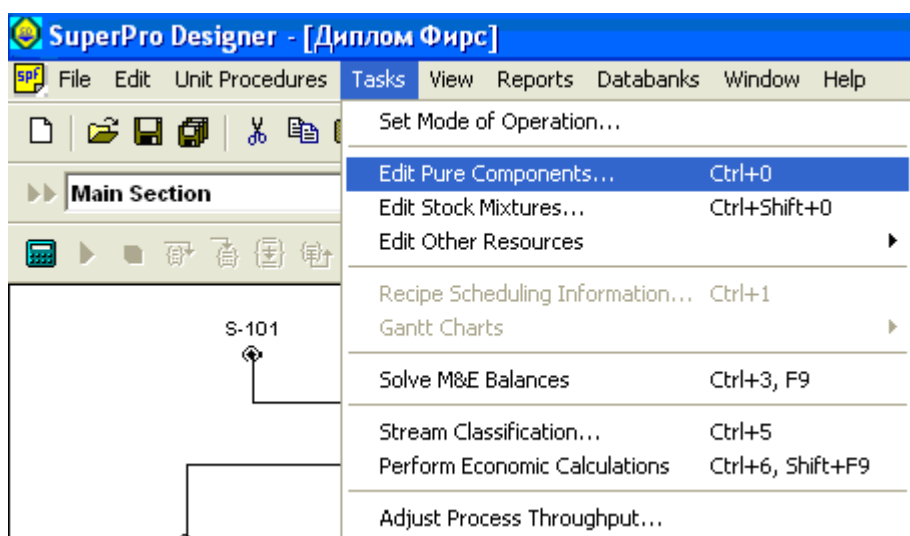 SuperPro Designer - [Диплом Фирс]
spf File Edit Unit Procedures Tasks View Reports Databanks Window Help
Set Mode of Operation...
Edit Pure Components... Ctrl+0
Main Section
Edit Stock Mixtures... Ctrl+Shift+0
Edit Other Resources
Recipe Scheduling Information... Ctrl+1
S-101
Gantt Charts
Solve M&E Balances Ctrl+3, F9
Stream Classification... Ctrl+5
Perform Economic Calculations Ctrl+6, Shift+F9
Adjust Process Throughput...